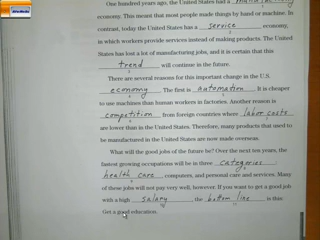 One hundred years ago, the United States had a manufacturing
economy. This meant that most people made things by hand or machine. In
contrast, today the United States has a service economy,
in which workers provide services instead of making products. The United
States has lost a lot of manufacturing jobs, and it is certain that this
trend will continue in the future.
There are several reasons for this important change in the U.S.
economy. The first is automation. It is cheaper
to use machines than human workers in factories. Another reason is
competition from foreign countries where labor costs
are lower than in the United States. Therefore, many products that used to
be manufactured in the United States are now made overseas.
What will the good jobs of the future be? Over the next ten years, the
fastest growing occupations will be in three categories
health care, computers, and personal care and services. Many
of these jobs will not pay very well, however. If you want to get a good job
with a high salary, the bottom line is this:
Get a good education.